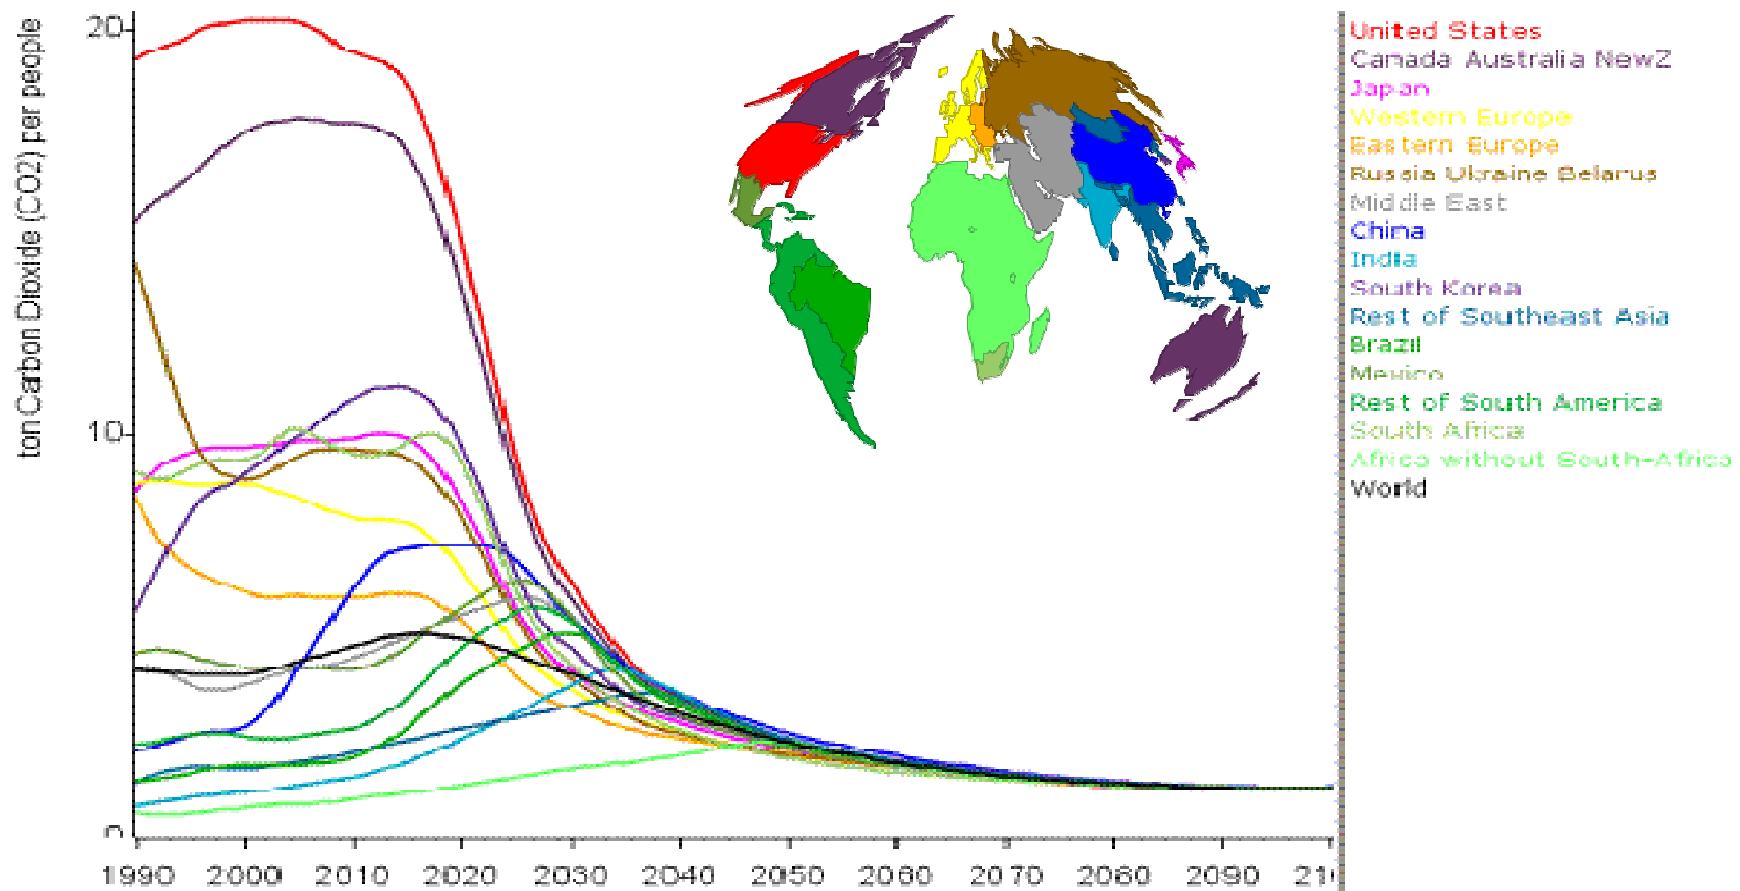 ton Carbon Dioxide (CO2) per people
20
10
0
1990 2000 2010 2020 2030 2040 2050 2060 2070 2080 2090 210
United States
Canada Australia NewZ
Japan
Western Europe
Eastern Europe
Russia Ukraine Belarus
Middle East
China
India
South Korea
Rest of Southeast Asia
Brazil
Mexico
Rest of South America
South Africa
Africa without South-Africa
World